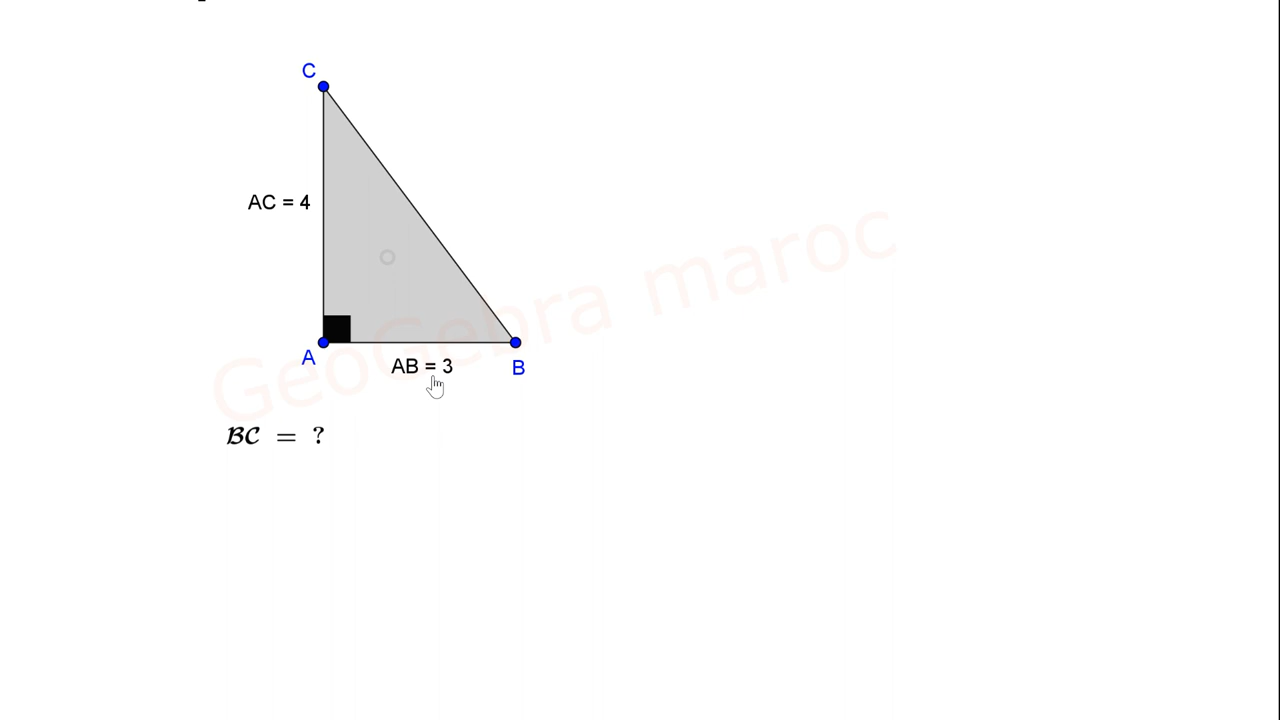 C
AC = 4
A
AB = 3
B
BC = ?
GeoGebra maroc